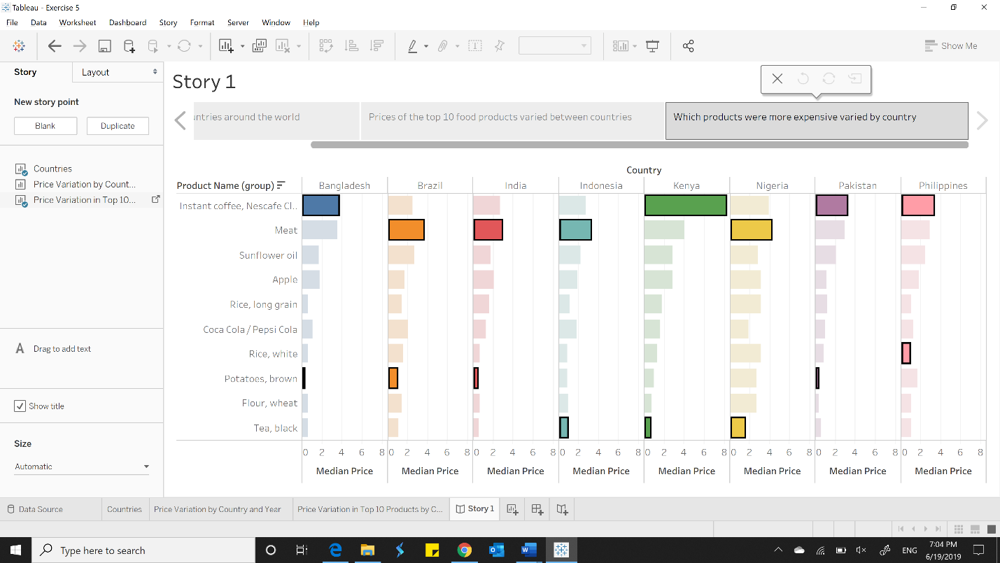 Tableau - Exercise 5
File Data Worksheet Dashboard Story Format Server Window Help
Show Me
Story Layout
New story point
Blank Duplicate
Countries
Price Variation by Count...
Price Variation in Top 10...
A Drag to add text
Show title
Size
Automatic
Story 1
ntries around the world
Prices of the top 10 food products varied between countries
Which products were more expensive varied by country
Country
Product Name (group) Bangladesh Brazil India Indonesia Kenya Nigeria Pakistan Philippines
Instant coffee, Nescafe Cl..
Meat
Sunflower oil
Apple
Rice, long grain
Coca Cola / Pepsi Cola
Rice, white
Potatoes, brown
Flour, wheat
Tea, black
0 2 4 6 8 0 2 4 6 8 0 2 4 6 8 0 2 4 6 8 0 2 4 6 8 0 2 4 6 8 0 2 4 6 8 0 2 4 6 8
Median Price Median Price Median Price Median Price Median Price Median Price Median Price Median Price
Data Source Countries Price Variation by Country and Year Price Variation in Top 10 Products by C... Story 1
Type here to search
ENG
7:04 PM
6/19/2019